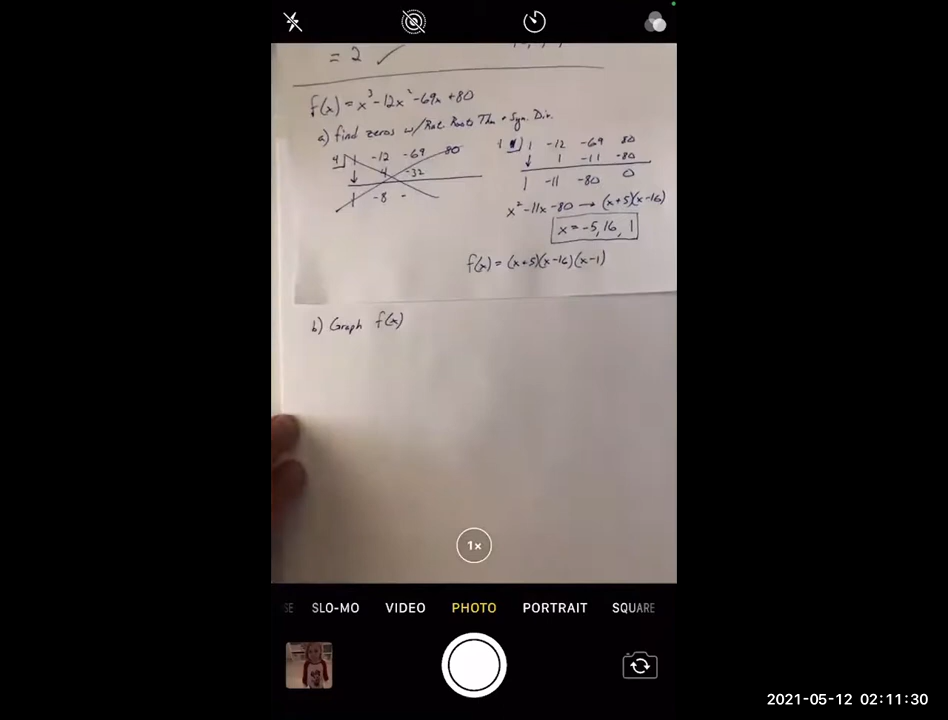 = 2 ✓
f(x) = x³ - 12x² - 69x + 80
a) find zeros w/ Rat. Root Thm + Syn. Div.
4 | 1 -12 -69 80
↓ 4 -32
1 -8 -
1 | 1 -12 -69 80
↓ 1 -11 -80
1 -11 -80 0
x² - 11x - 80 → (x+5)(x-16)
x = -5, 16, 1
f(x) = (x+5)(x-16)(x-1)
b) Graph f(x)
1×
SE SLO-MO VIDEO PHOTO PORTRAIT SQUARE
2021-05-12 02:11:30